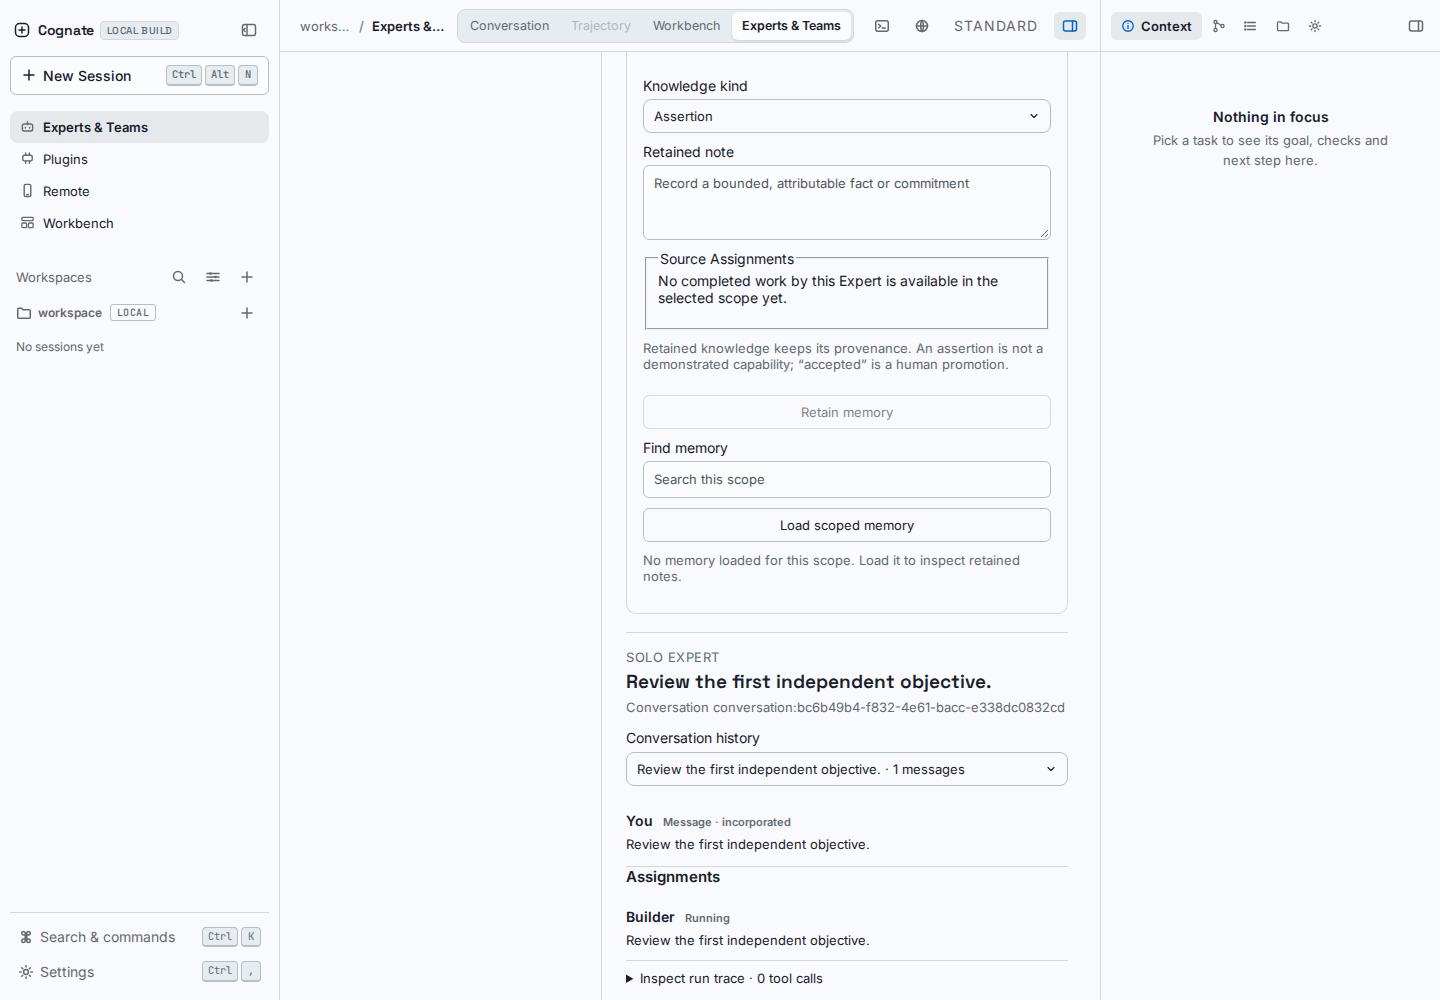 Cognate LOCAL BUILD
New Session Ctrl Alt N
Experts & Teams
Plugins
Remote
Workbench
Workspaces
workspace LOCAL
No sessions yet
Search & commands Ctrl K
Settings Ctrl ,
works... / Experts &...
Conversation Trajectory Workbench Experts & Teams
STANDARD
Knowledge kind
Assertion
Retained note
Record a bounded, attributable fact or commitment
Source Assignments
No completed work by this Expert is available in the
selected scope yet.
Retained knowledge keeps its provenance. An assertion is not a
demonstrated capability; “accepted” is a human promotion.
Retain memory
Find memory
Search this scope
Load scoped memory
No memory loaded for this scope. Load it to inspect retained
notes.
SOLO EXPERT
Review the first independent objective.
Conversation conversation:bc6b49b4-f832-4e61-bacc-e338dc0832cd
Conversation history
Review the first independent objective. · 1 messages
You Message · incorporated
Review the first independent objective.
Assignments
Builder Running
Review the first independent objective.
Inspect run trace · 0 tool calls
Context
Nothing in focus
Pick a task to see its goal, checks and
next step here.